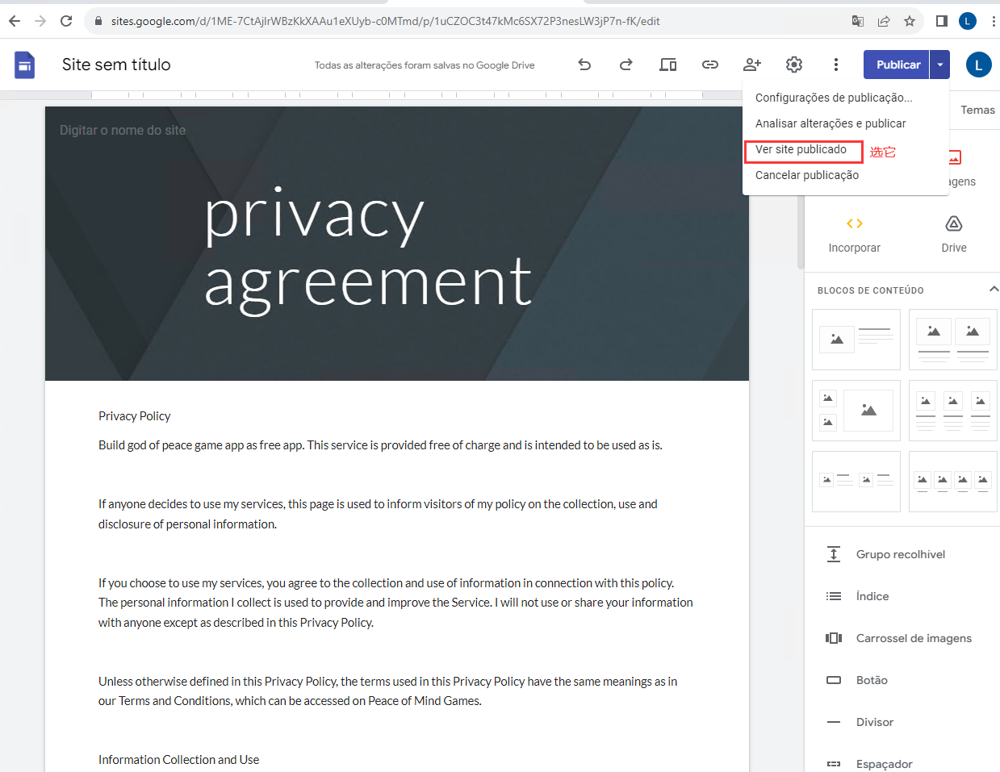 sites.google.com/d/1ME-7CtAjlrWBzKkXAAu1eXUyb-c0MTmd/p/1uCZOC3t47kMc6SX72P3nesLW3jP7n-fK/edit
L
Site sem título
Todas as alterações foram salvas no Google Drive
Publicar
L
Configurações de publicação...
Analisar alterações e publicar
Ver site publicado
选它
Cancelar publicação
Temas
agens
Incorporar
Drive
BLOCOS DE CONTEÚDO
Grupo recolhível
Índice
Carrossel de imagens
Botão
Divisor
Espaçador
Digitar o nome do site
privacy
agreement
Privacy Policy
Build god of peace game app as free app. This service is provided free of charge and is intended to be used as is.
If anyone decides to use my services, this page is used to inform visitors of my policy on the collection, use and
disclosure of personal information.
If you choose to use my services, you agree to the collection and use of information in connection with this policy.
The personal information I collect is used to provide and improve the Service. I will not use or share your information
with anyone except as described in this Privacy Policy.
Unless otherwise defined in this Privacy Policy, the terms used in this Privacy Policy have the same meanings as in
our Terms and Conditions, which can be accessed on Peace of Mind Games.
Information Collection and Use